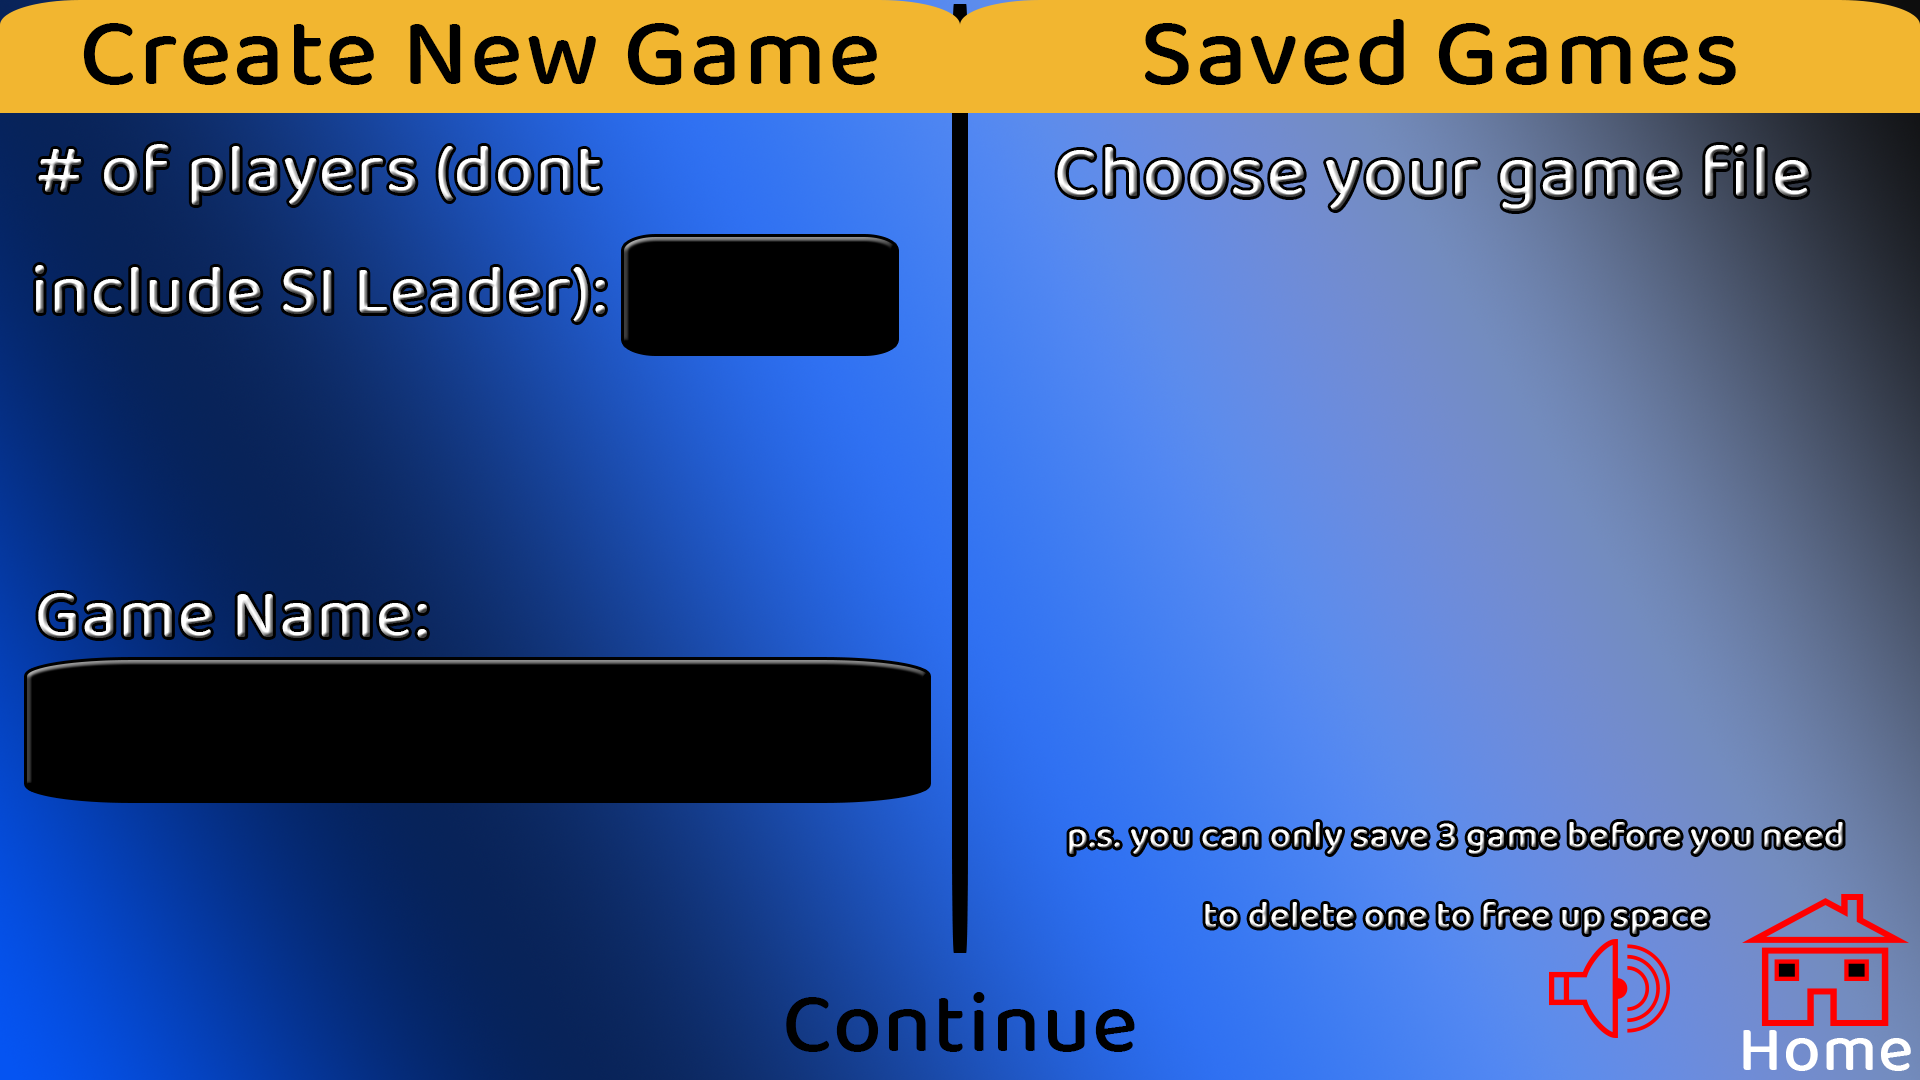 Create New Game
# of players (dont
include SI Leader):
Game Name:
Saved Games
Choose your game file
p.s. you can only save 3 game before you need
to delete one to free up space
Continue
Home